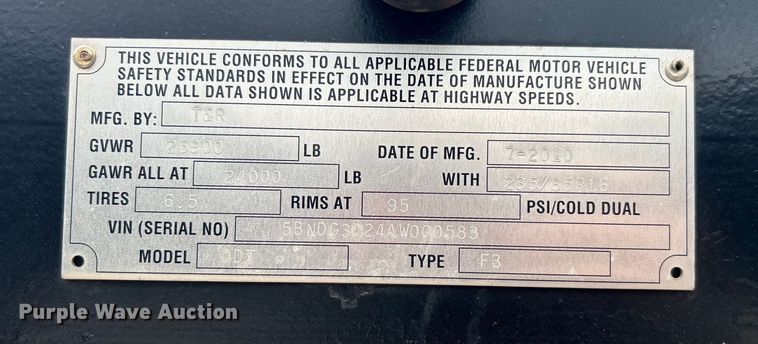 THIS VEHICLE CONFORMS TO ALL APPLICABLE FEDERAL MOTOR VEHICLE
SAFETY STANDARDS IN EFFECT ON THE DATE OF MANUFACTURE SHOWN
BELOW ALL DATA SHOWN IS APPLICABLE AT HIGHWAY SPEEDS.
MFG. BY: T&R
GVWR 25900 LB DATE OF MFG. 7-2010
GAWR ALL AT 24000 LB WITH 235/85R16
TIRES 6.5 RIMS AT 95 PSI/COLD DUAL
VIN (SERIAL NO) 5BNDG3024AW000583
MODEL DDT TYPE F3
Purple Wave Auction